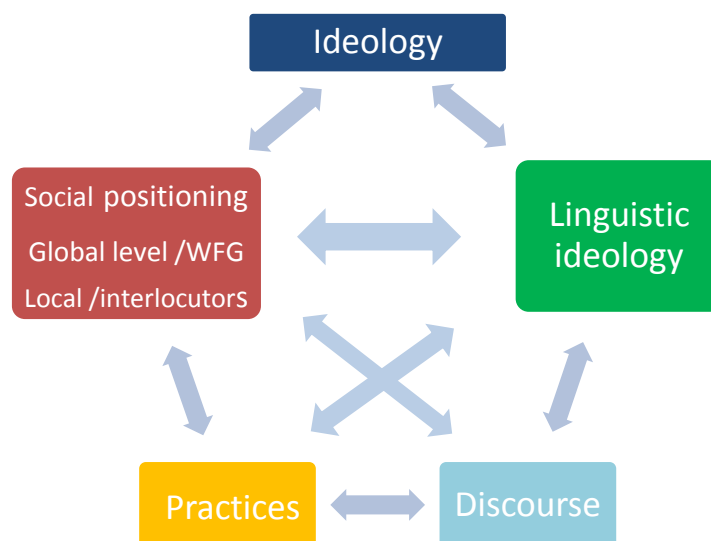 Ideology
Social positioning
Global level /WFG
Local /interlocutors
Linguistic
ideology
Practices
Discourse